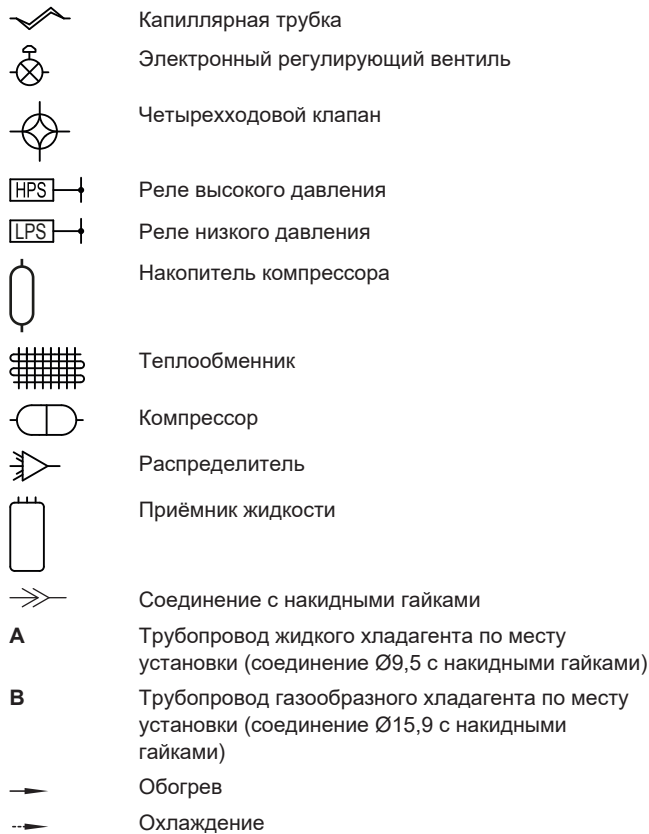 Капиллярная трубка
Электронный регулирующий вентиль
Четырехходовой клапан
HPS Реле высокого давления
LPS Реле низкого давления
Накопитель компрессора
Теплообменник
Компрессор
Распределитель
Приёмник жидкости
Соединение с накидными гайками
A Трубопровод жидкого хладагента по месту
установки (соединение Ø9,5 с накидными гайками)
B Трубопровод газообразного хладагента по месту
установки (соединение Ø15,9 с накидными
гайками)
Обогрев
Охлаждение